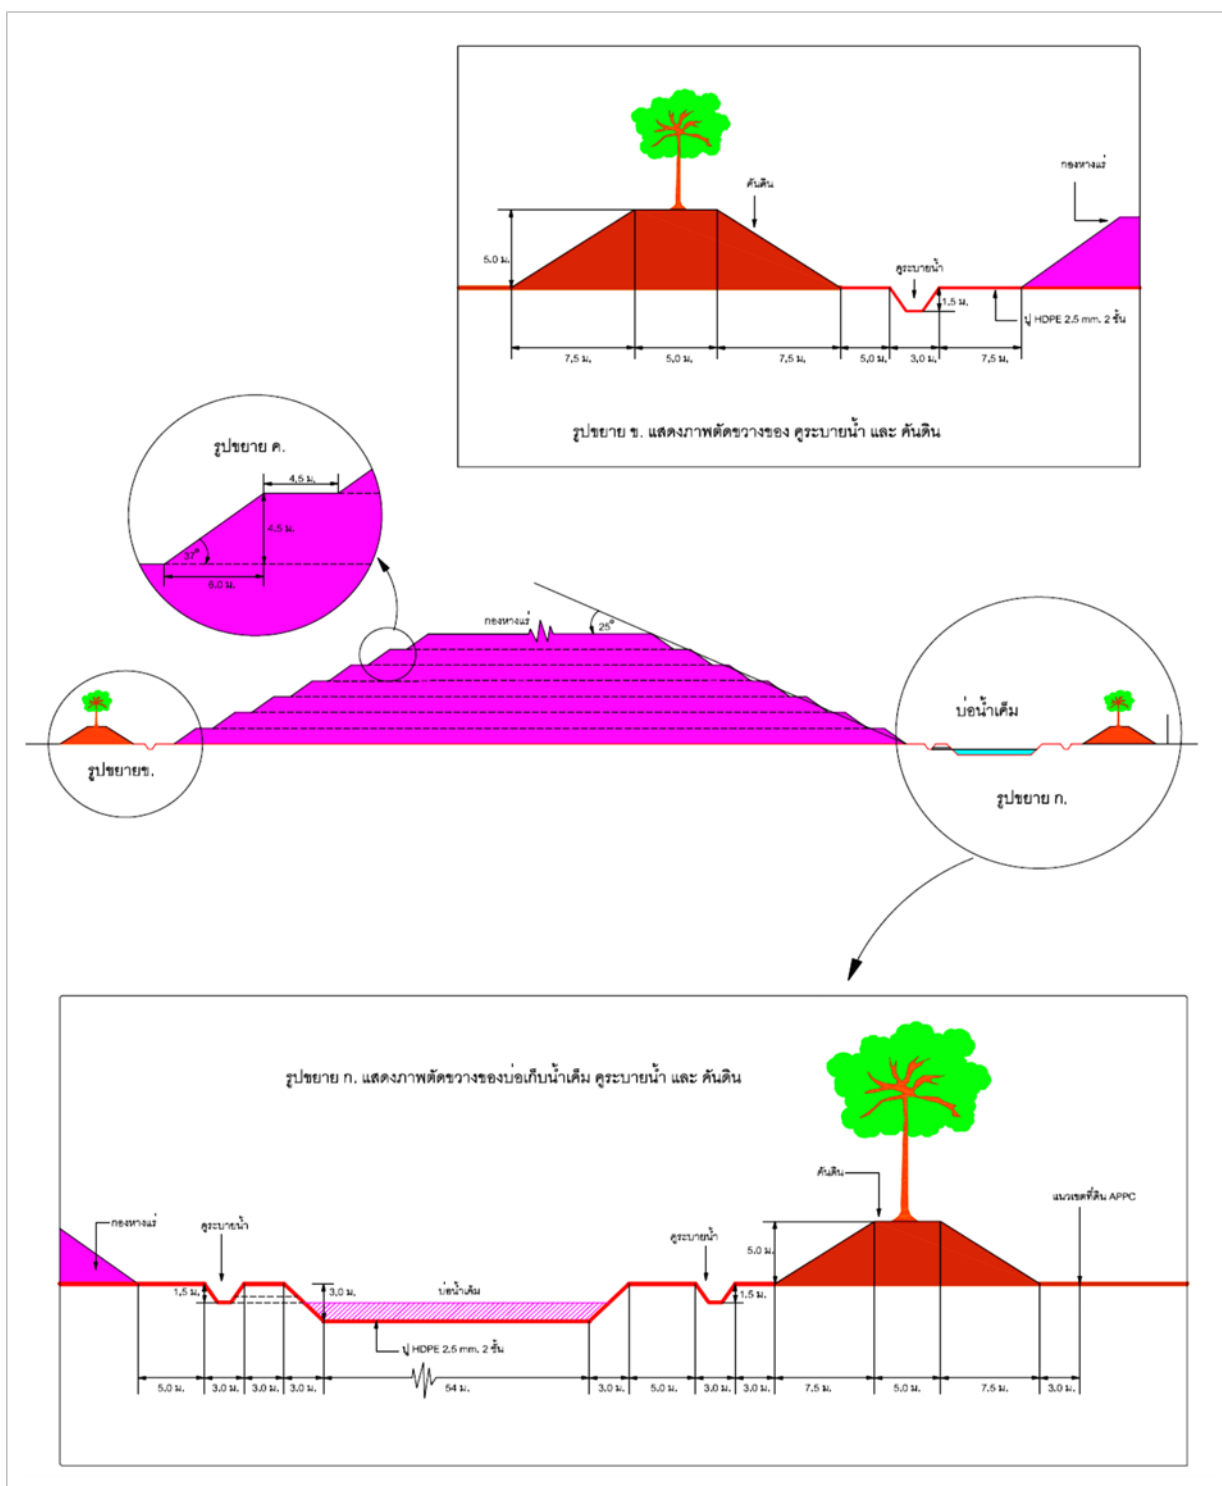 คันดิน
กองหางแร่
5.0 ม.
คูระบายน้ำ
1.5 ม.
ปู HDPE 2.5 mm. 2 ชั้น
7.5 ม. 5.0 ม. 7.5 ม. 5.0 ม. 3.0 ม. 7.5 ม.
รูปขยาย ข. แสดงภาพตัดขวางของ คูระบายน้ำ และ คันดิน
รูปขยาย ค.
4.5 ม.
4.5 ม.
37°
6.0 ม.
กองหางแร่
25°
บ่อน้ำเค็ม
รูปขยายข.
รูปขยาย ก.
รูปขยาย ก. แสดงภาพตัดขวางของบ่อเก็บน้ำเค็ม คูระบายน้ำ และ คันดิน
คันดิน
แนวเขตที่ดิน APPC
กองหางแร่
คูระบายน้ำ
คูระบายน้ำ
5.0 ม.
1.5 ม.
3.0 ม.
บ่อน้ำเค็ม
1.5 ม.
ปู HDPE 2.5 mm. 2 ชั้น
5.0 ม. 3.0 ม. 3.0 ม. 3.0 ม. 54 ม. 3.0 ม. 5.0 ม. 3.0 ม. 3.0 ม. 7.5 ม. 5.0 ม. 7.5 ม. 3.0 ม.